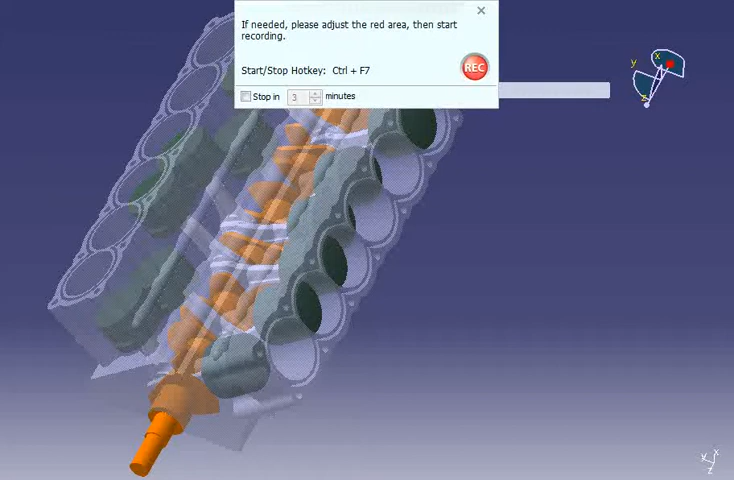 If needed, please adjust the red area, then start
recording.
Start/Stop Hotkey: Ctrl + F7
REC
Stop in 3 minutes
x
y
z
x
y
z